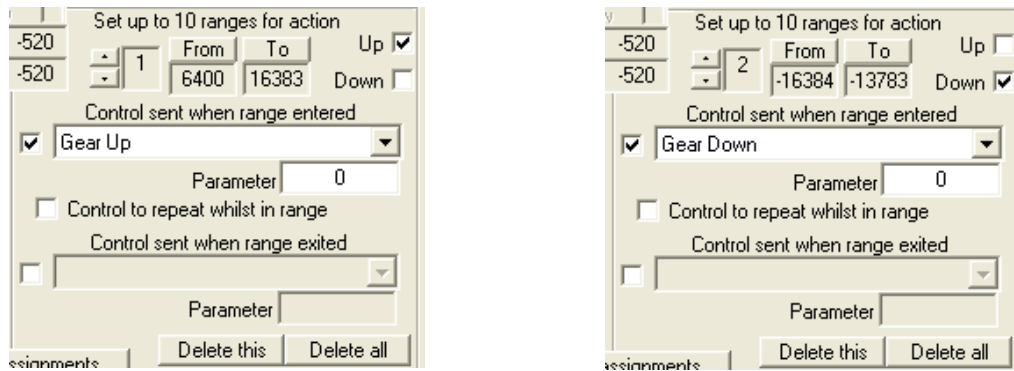 Set up to 10 ranges for action
-520
From To
Up
1
-520
6400 16383
Down
Control sent when range entered
Gear Up
Parameter 0
Control to repeat whilst in range
Control sent when range exited
Parameter
Delete this Delete all
ssignments
Set up to 10 ranges for action
-520
From To
Up
2
-520
-16384 -13783
Down
Control sent when range entered
Gear Down
Parameter 0
Control to repeat whilst in range
Control sent when range exited
Parameter
Delete this Delete all
assignments